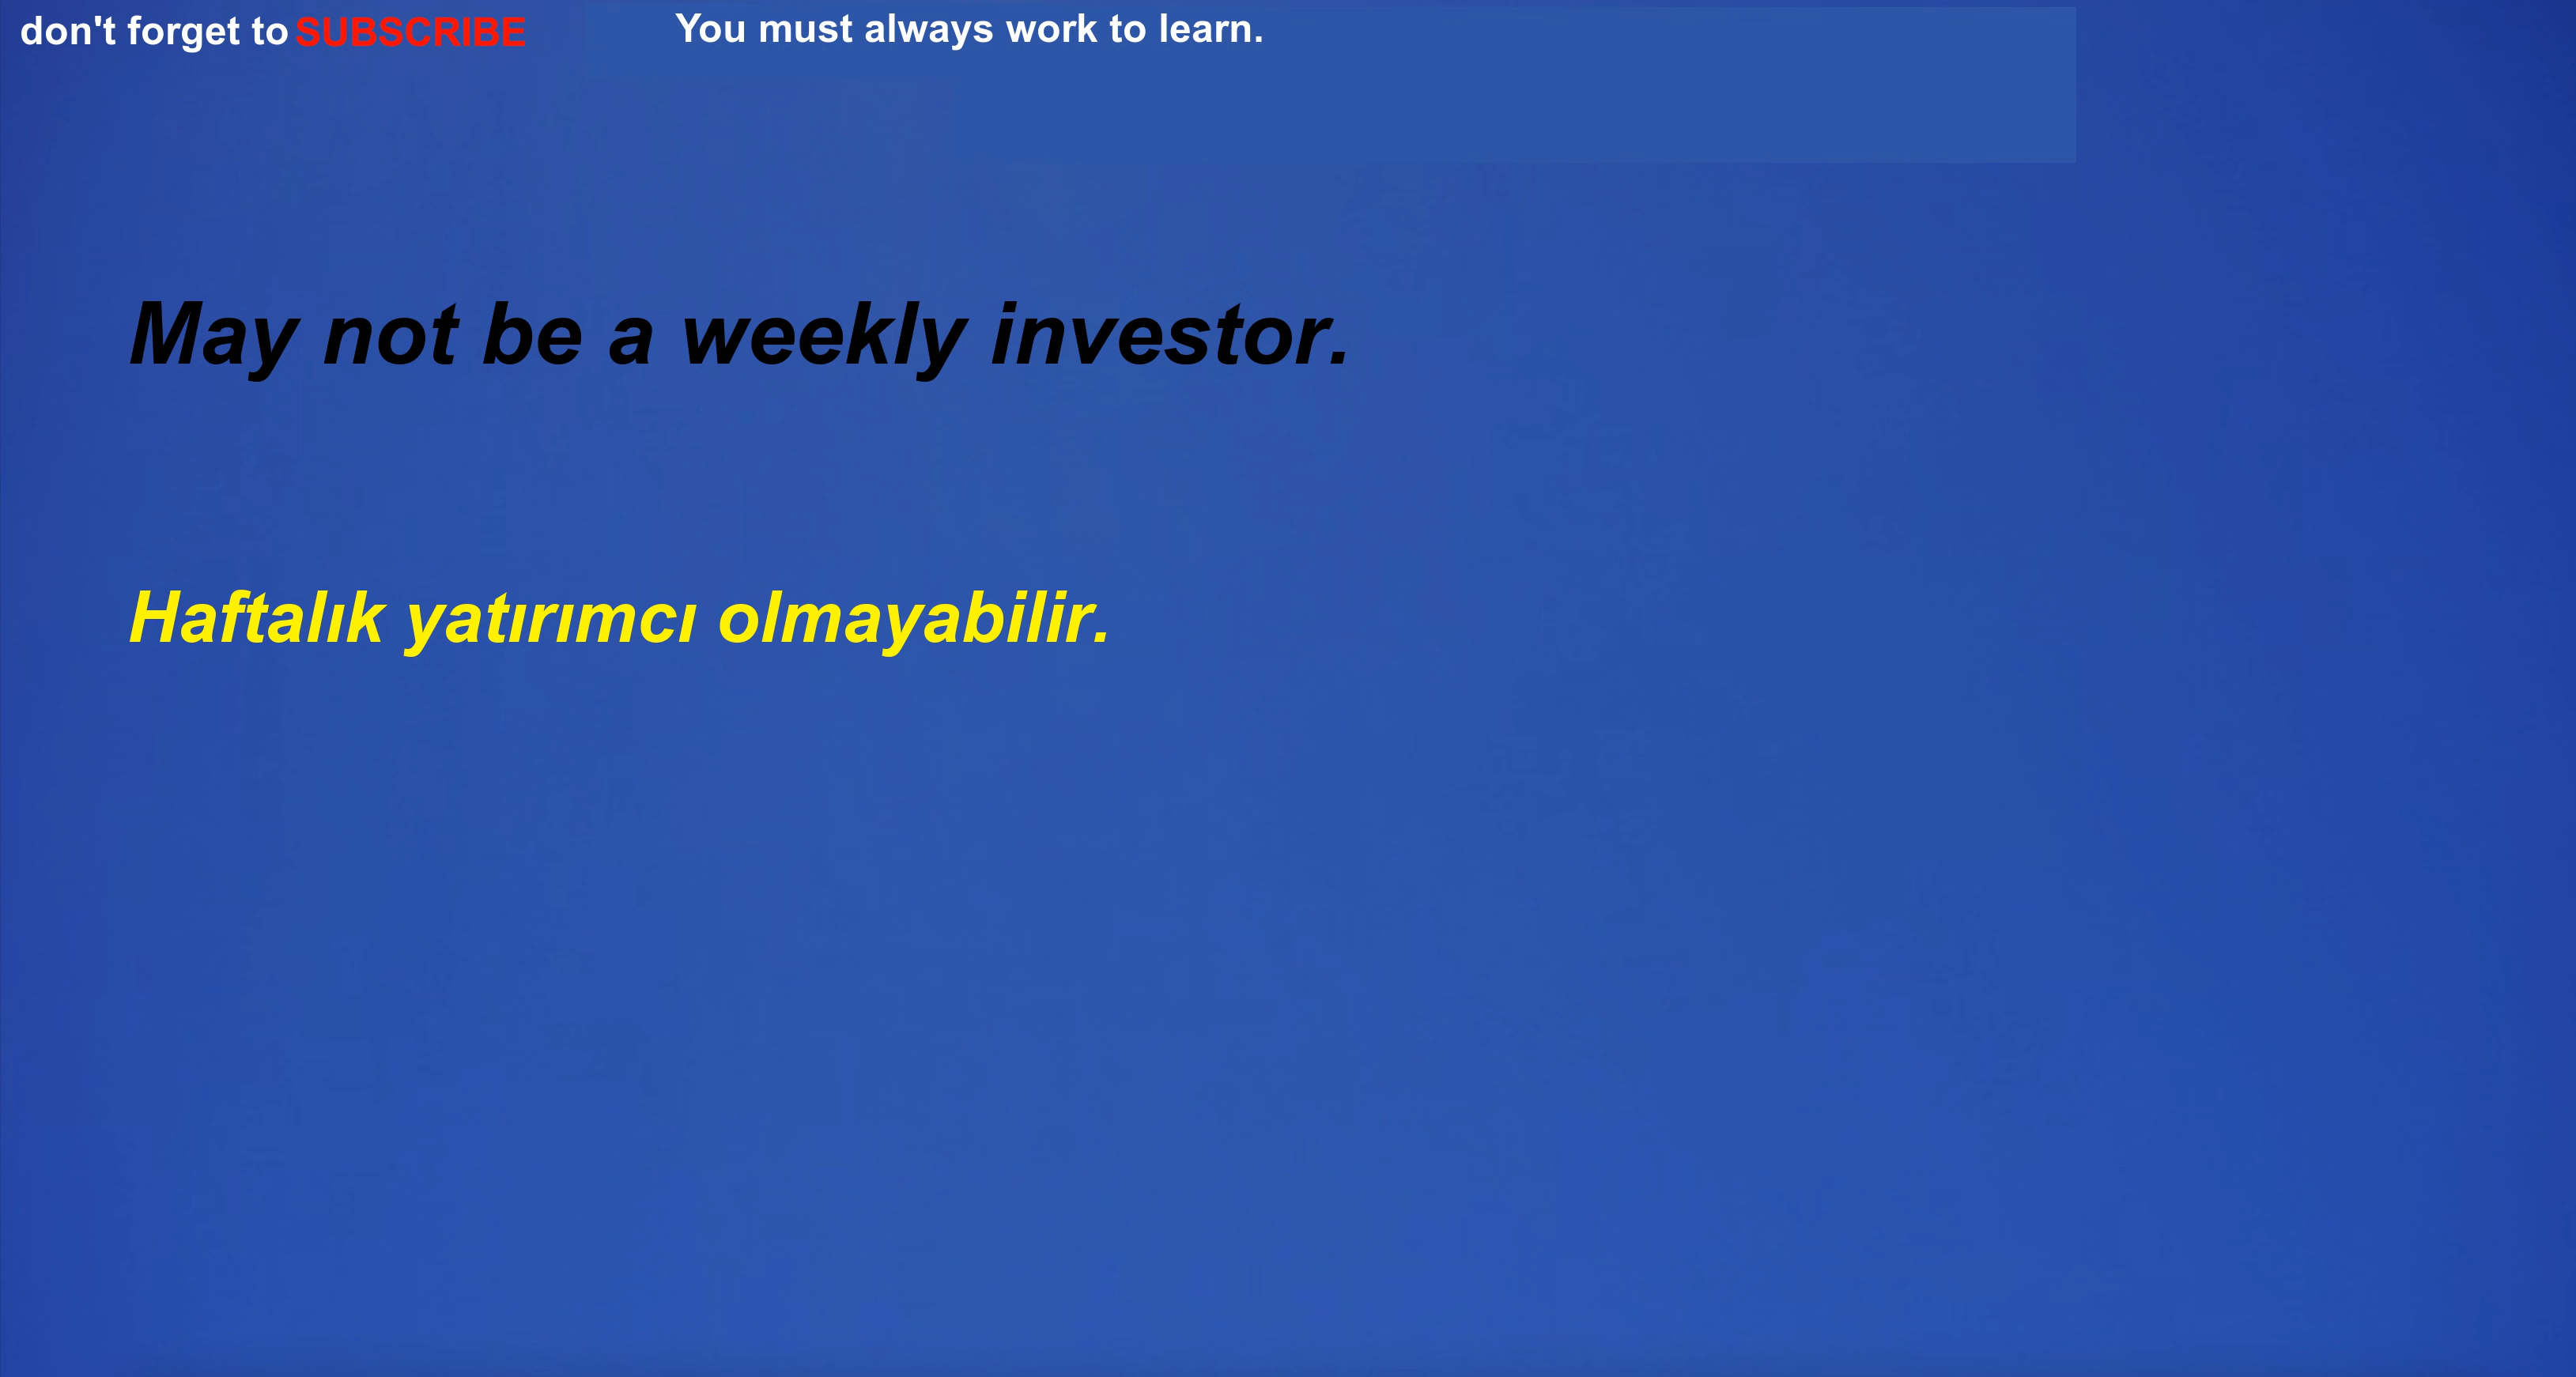 don't forget to SUBSCRIBE You must always work to learn.
May not be a weekly investor.
Haftalık yatırımcı olmayabilir.